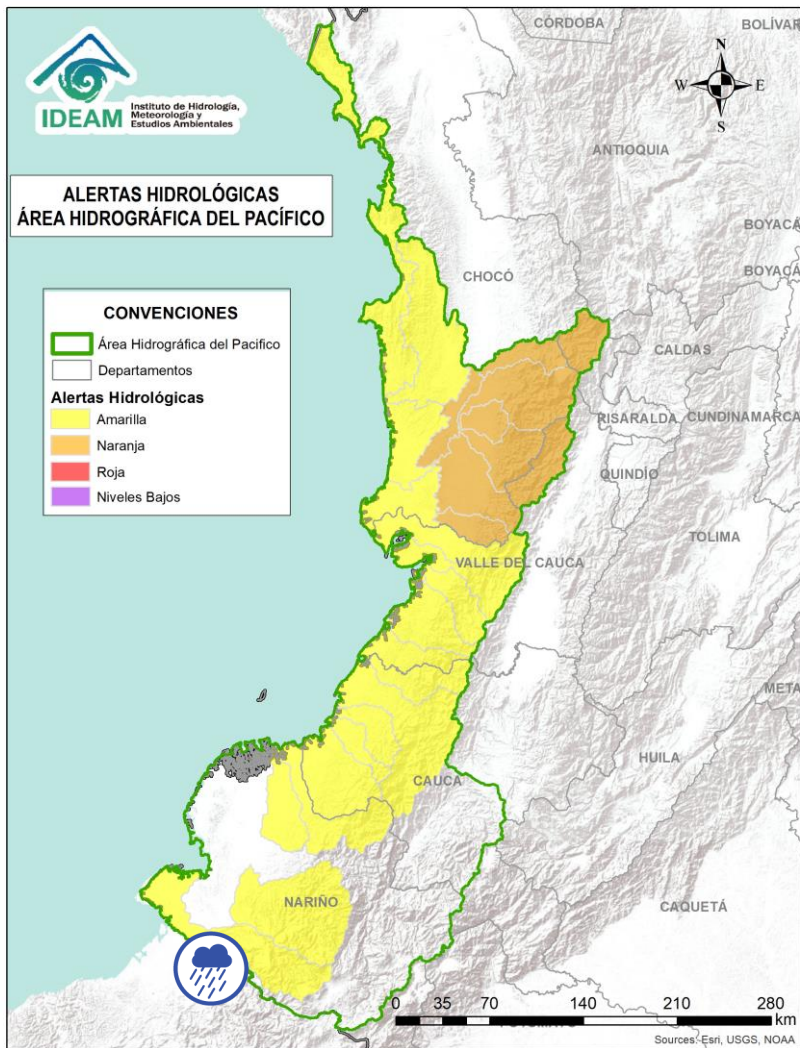 IDEAM
Instituto de Hidrología,
Meteorología y
Estudios Ambientales
ALERTAS HIDROLÓGICAS
ÁREA HIDROGRÁFICA DEL PACÍFICO
CONVENCIONES
Área Hidrográfica del Pacifico
Departamentos
Alertas Hidrológicas
Amarilla
Naranja
Roja
Niveles Bajos
N
W E
S
CÓRDOBA
BOLÍVAR
ANTIOQUIA
BOYACÁ
BOYACÁ
CHOCÓ
CALDAS
RISARALDA
CUNDINAMARCA
QUINDÍO
TOLIMA
VALLE DEL CAUCA
META
HUILA
CAUCA
NARIÑO
CAQUETÁ
0 35 70 140 210 280
km
Sources: Esri, USGS, NOAA